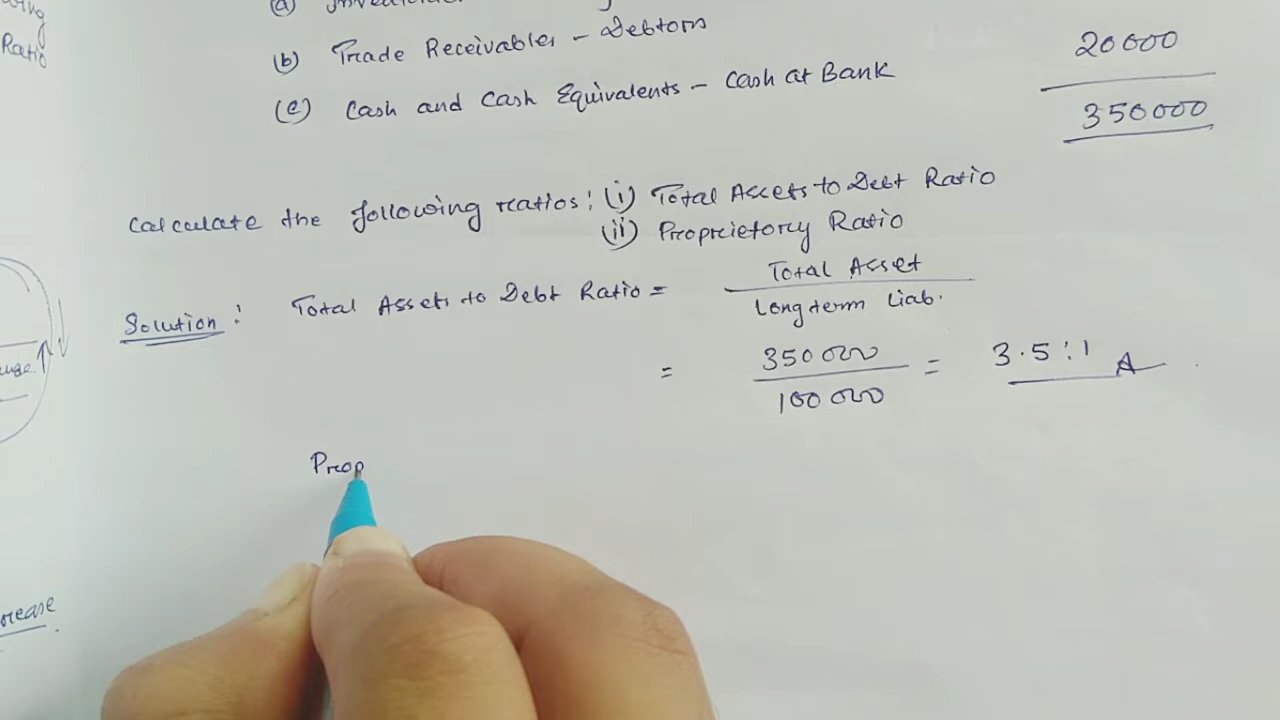 Ratio
(b) Trade Receivables - Debtors
20000
(c) Cash and Cash Equivalents - Cash at Bank
350000
Calculate the following ratios: (i) Total Assets to Debt Ratio
(ii) Proprietory Ratio
Solution: Total Assets to Debt Ratio = Total Asset
Long term Liab.
= 350000 = 3.5:1 A
100000
Prop